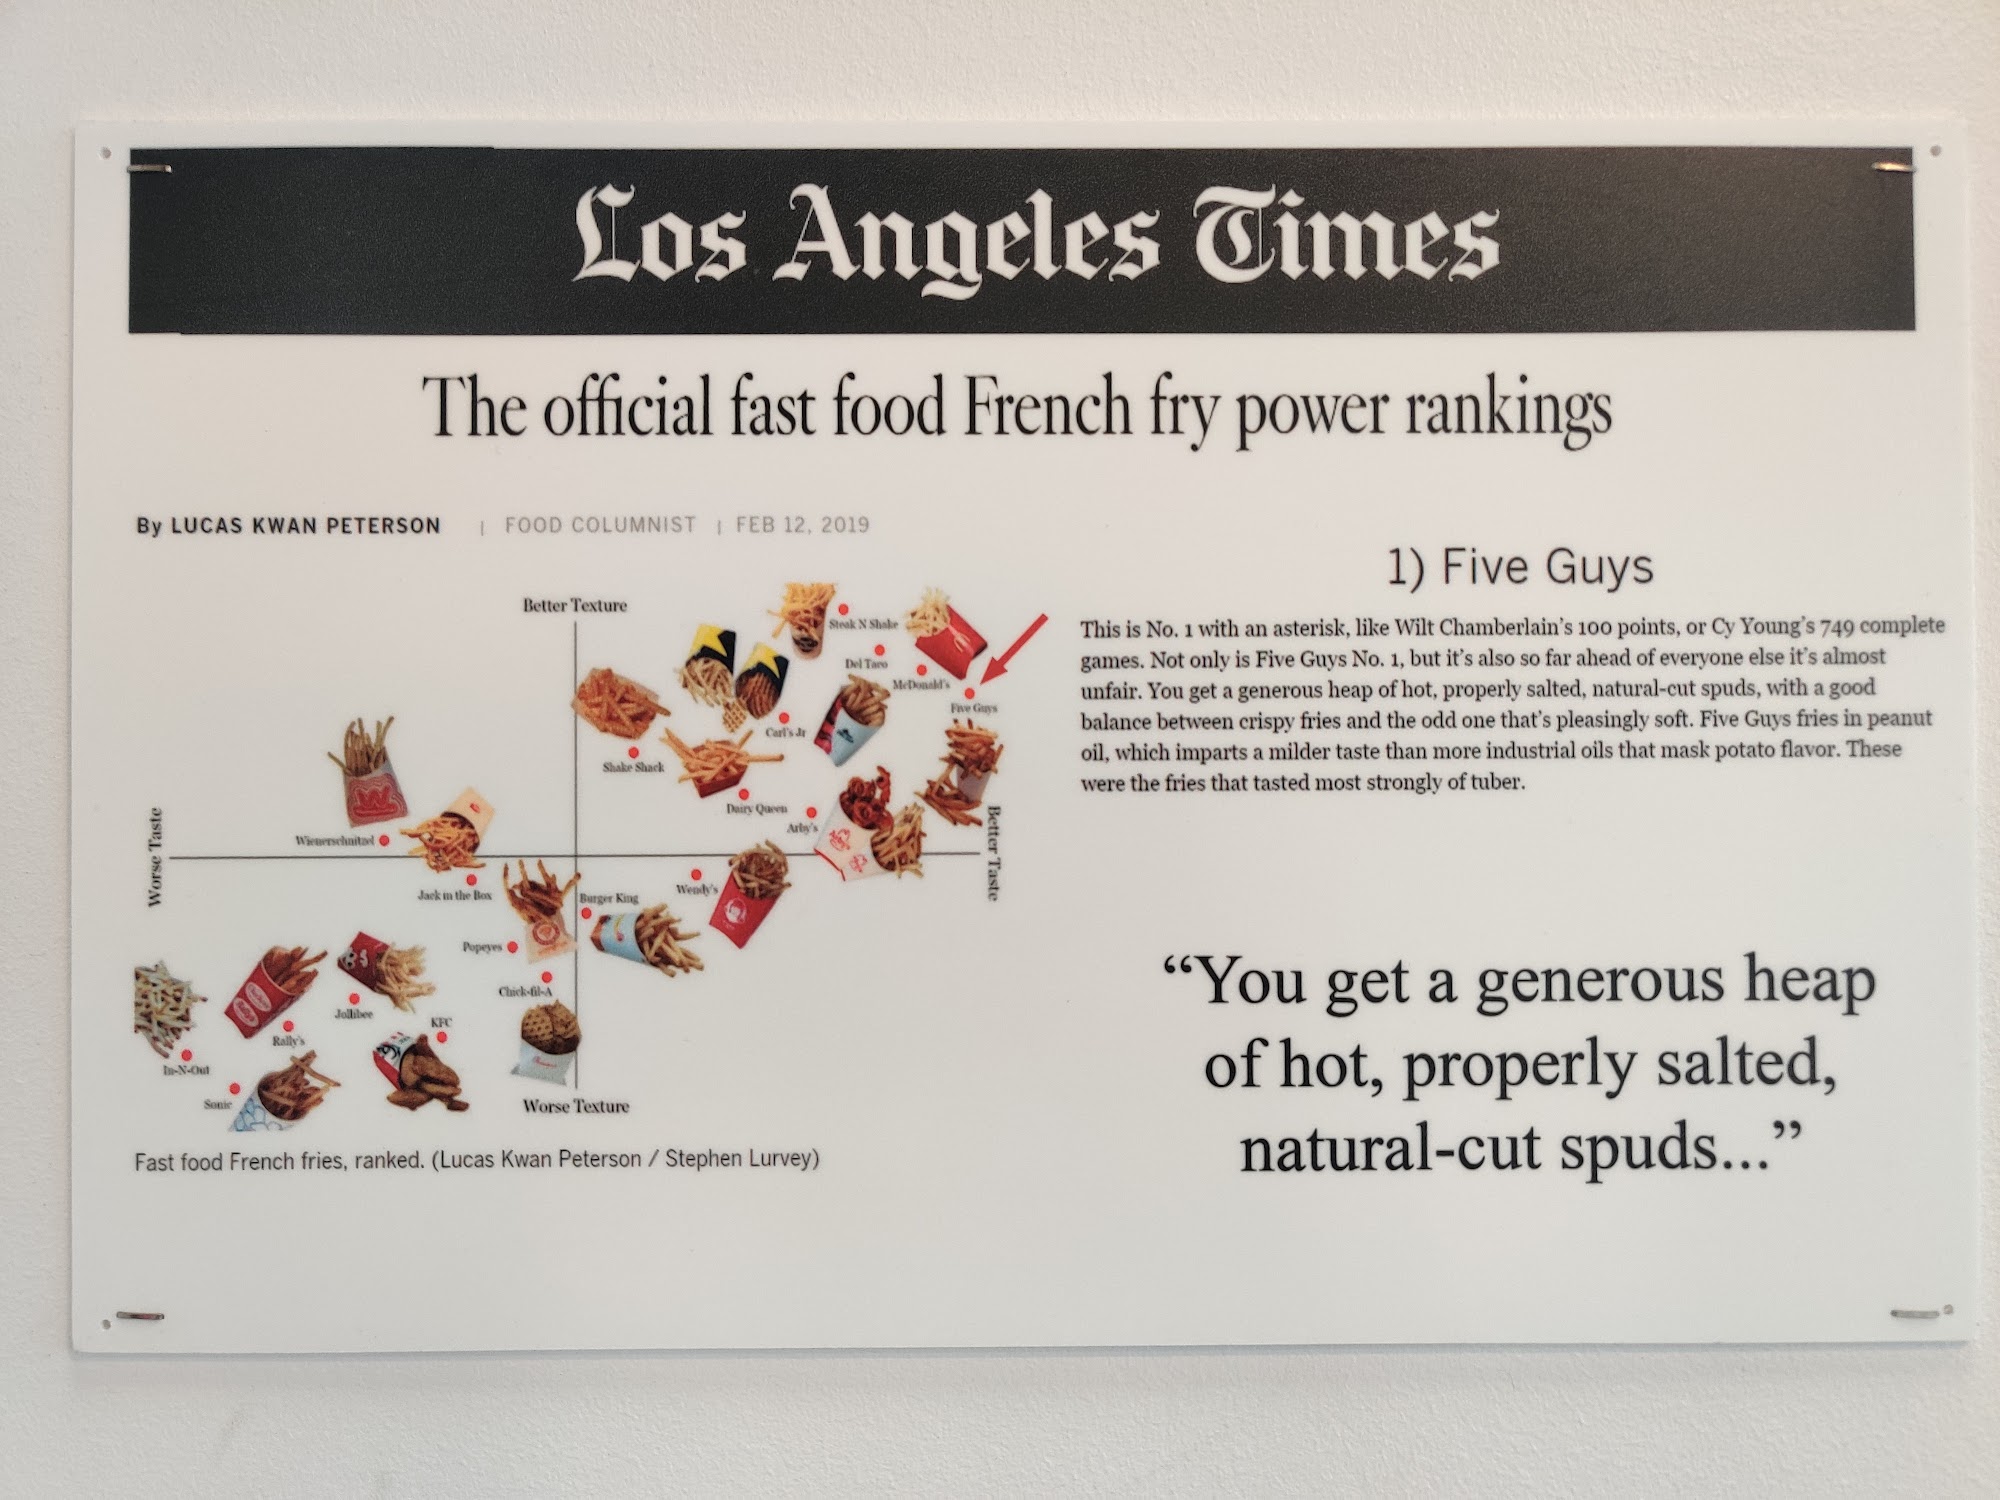 Los Angeles Times
The official fast food French fry power rankings
By LUCAS KWAN PETERSON | FOOD COLUMNIST | FEB 12, 2019
1) Five Guys
This is No. 1 with an asterisk, like Wilt Chamberlain's 100 points, or Cy Young's 749 complete
games. Not only is Five Guys No. 1, but it's also so far ahead of everyone else it's almost
unfair. You get a generous heap of hot, properly salted, natural-cut spuds, with a good
balance between crispy fries and the odd one that's pleasingly soft. Five Guys fries in peanut
oil, which imparts a milder taste than more industrial oils that mask potato flavor. These
were the fries that tasted most strongly of tuber.
"You get a generous heap
of hot, properly salted,
natural-cut spuds..."
Better Texture
Steak N Shake
Del Taco
McDonald's
Five Guys
Carl's Jr
Shake Shack
Dairy Queen
Arby's
Wienerschnitzel
Worse Taste
Better Taste
Jack in the Box
Wendy's
Burger King
Popeyes
Chick-fil-A
Jollibee
KFC
Rally's
In-N-Out
Sonic
Worse Texture
Fast food French fries, ranked. (Lucas Kwan Peterson / Stephen Lurvey)